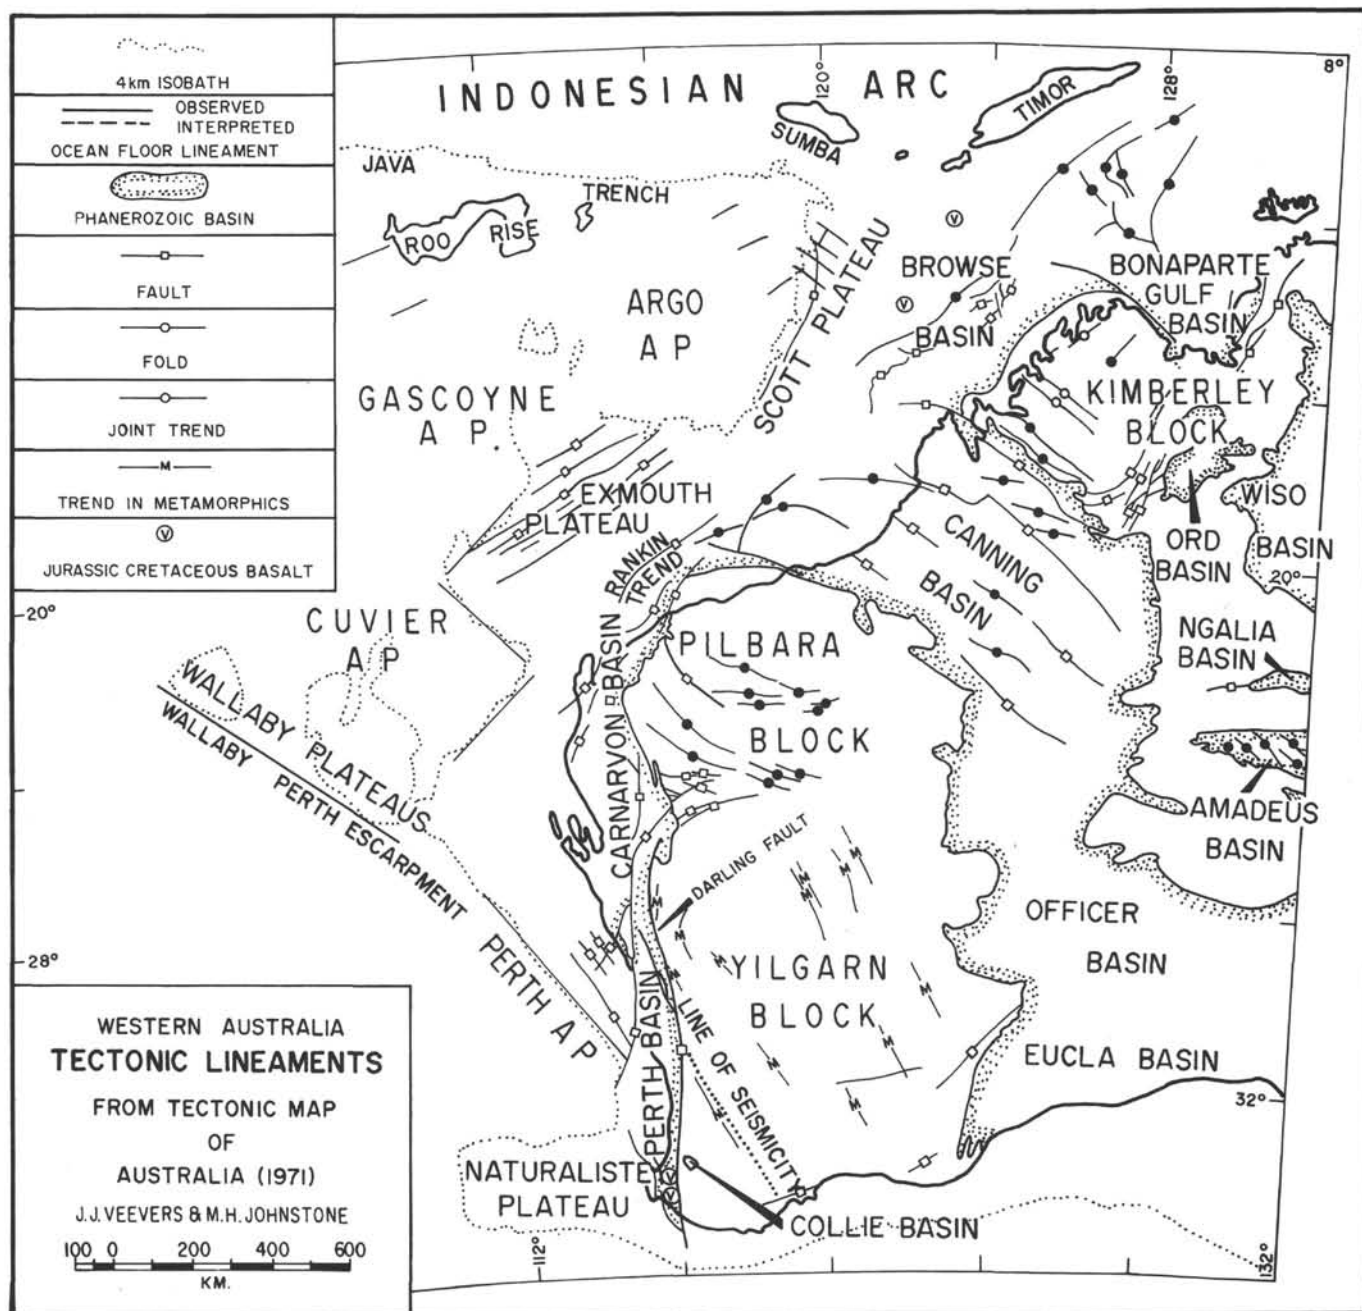 4km ISOBATH
OBSERVED
INTERPRETED
OCEAN FLOOR LINEAMENT
PHANEROZOIC BASIN
FAULT
FOLD
JOINT TREND
M
TREND IN METAMORPHICS
V
JURASSIC CRETACEOUS BASALT
INDONESIAN ARC
120°
128°
8°
TIMOR
SUMBA
JAVA
TRENCH
ROO RISE
V
BROWSE
BASIN
V
BONAPARTE
GULF
BASIN
ARGO
A P
SCOTT PLATEAU
GASCOYNE
A P.
KIMBERLEY
BLOCK
EXMOUTH
PLATEAU
WISO
BASIN
ORD
BASIN
CANNING
BASIN
RANKIN
TREND
20°
20°
CUVIER
A P
PILBARA
BLOCK
NGALIA
BASIN
WALLABY PLATEAUS
WALLABY PERTH ESCARPMENT
CARNARVON BASIN
AMADEUS
BASIN
DARLING FAULT
M
M
M
M
M
M
M
M
M
M
M
M
M
M
OFFICER
BASIN
28°
PERTH A P
YILGARN
BLOCK
PERTH BASIN
LINE OF SEISMICITY
EUCLA BASIN
32°
NATURALISTE
PLATEAU
V
V
COLLIE BASIN
112°
132°
WESTERN AUSTRALIA
TECTONIC LINEAMENTS
FROM TECTONIC MAP
OF
AUSTRALIA (1971)
J.J. VEEVERS & M.H. JOHNSTONE
100 0 200 400 600
KM.